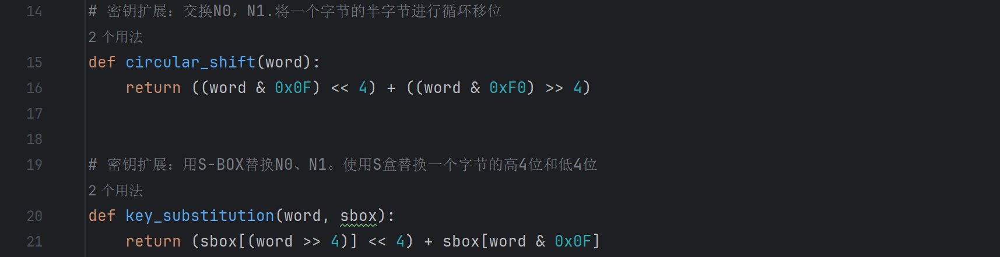 14 # 密钥扩展：交换N0，N1.将一个字节的半字节进行循环移位
2 个用法
15 def circular_shift(word):
16 return ((word & 0x0F) << 4) + ((word & 0xF0) >> 4)
17
18
19 # 密钥扩展：用S-BOX替换N0、N1。使用S盒替换一个字节的高4位和低4位
2 个用法
20 def key_substitution(word, sbox):
21 return (sbox[(word >> 4)] << 4) + sbox[word & 0x0F]